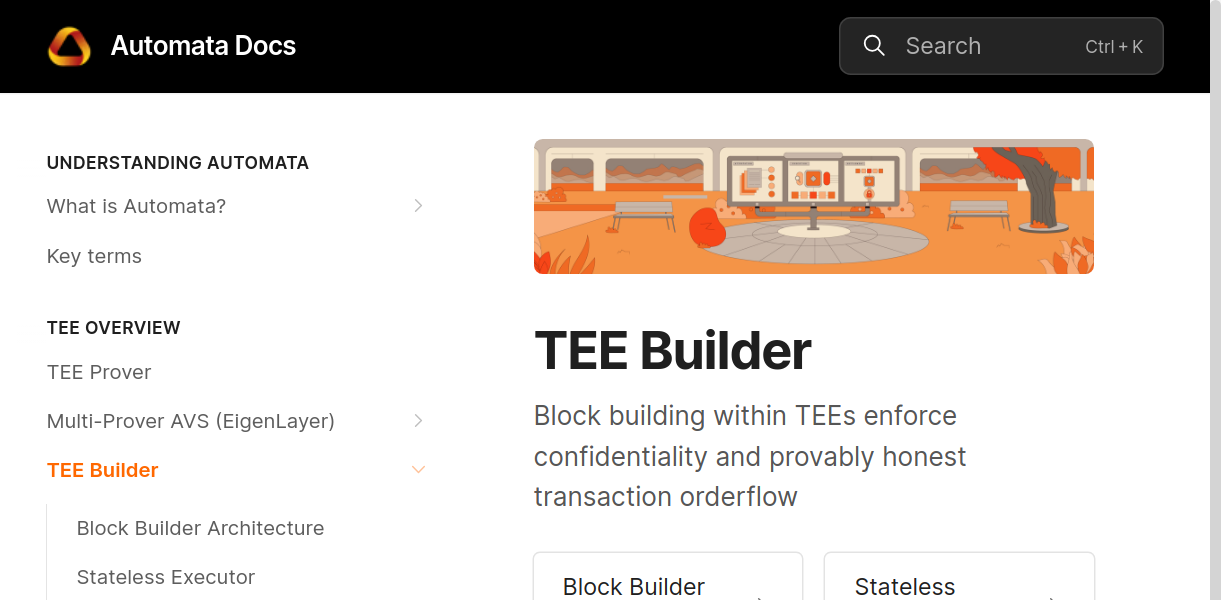 Automata Docs
Search
Ctrl + K
UNDERSTANDING AUTOMATA
What is Automata?
Key terms
TEE OVERVIEW
TEE Prover
Multi-Prover AVS (EigenLayer)
TEE Builder
Block Builder Architecture
Stateless Executor
TEE Builder
Block building within TEEs enforce
confidentiality and provably honest
transaction orderflow
Block Builder
Stateless